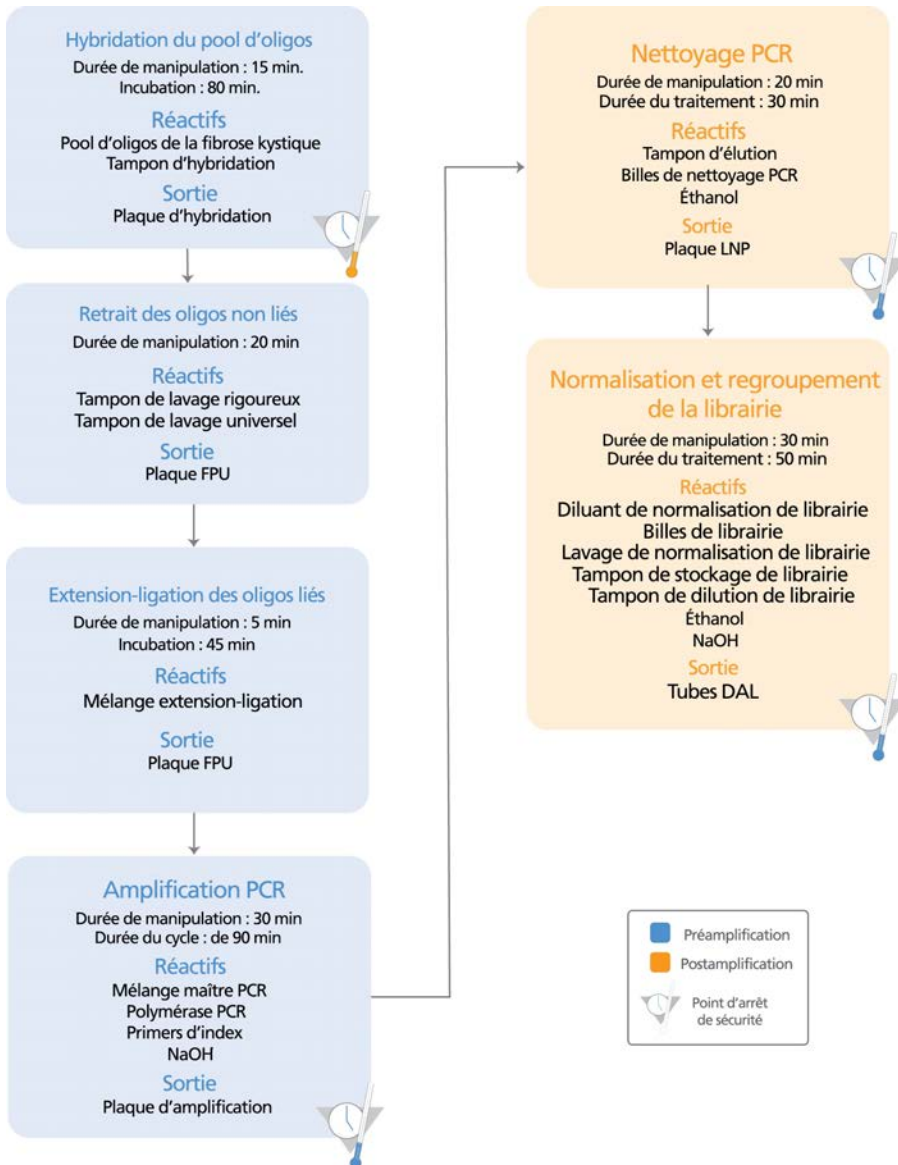 Hybridation du pool d'oligos
Durée de manipulation : 15 min.
Incubation : 80 min.
Réactifs
Pool d'oligos de la fibrose kystique
Tampon d'hybridation
Sortie
Plaque d'hybridation
Retrait des oligos non liés
Durée de manipulation : 20 min
Réactifs
Tampon de lavage rigoureux
Tampon de lavage universel
Sortie
Plaque FPU
Extension-ligation des oligos liés
Durée de manipulation : 5 min
Incubation : 45 min
Réactifs
Mélange extension-ligation
Sortie
Plaque FPU
Amplification PCR
Durée de manipulation : 30 min
Durée du cycle : de 90 min
Réactifs
Mélange maître PCR
Polymérase PCR
Primers d'index
NaOH
Sortie
Plaque d'amplification
Nettoyage PCR
Durée de manipulation : 20 min
Durée du traitement : 30 min
Réactifs
Tampon d'élution
Billes de nettoyage PCR
Éthanol
Sortie
Plaque LNP
Normalisation et regroupement
de la librairie
Durée de manipulation : 30 min
Durée du traitement : 50 min
Réactifs
Diluant de normalisation de librairie
Billes de librairie
Lavage de normalisation de librairie
Tampon de stockage de librairie
Tampon de dilution de librairie
Éthanol
NaOH
Sortie
Tubes DAL
Préamplification
Postamplification
Point d'arrêt
de sécurité